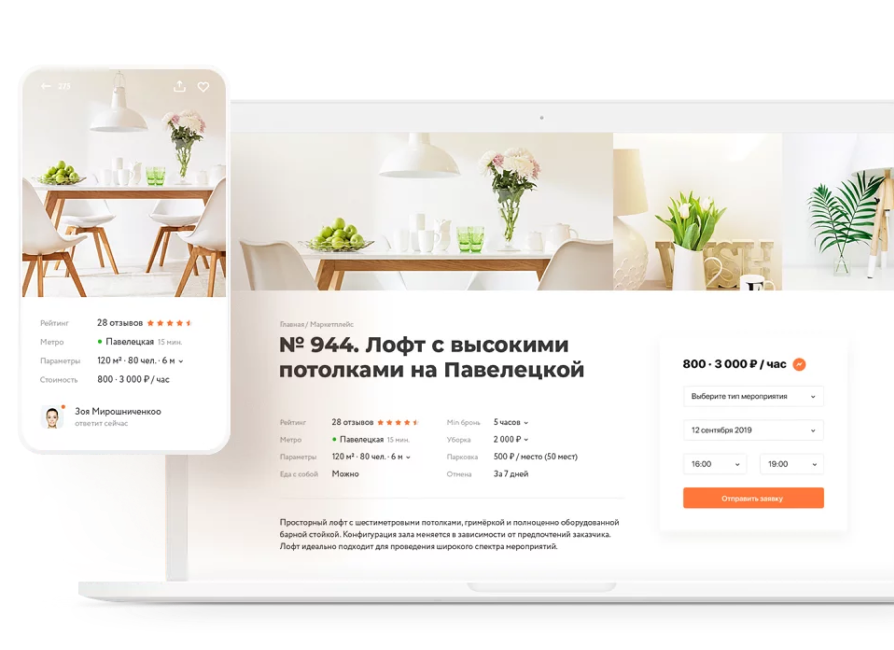 Рейтинг 28 отзывов
Метро Павелецкая 15 мин.
Параметры 120 м² · 80 чел. · 6 м
Стоимость 800 · 3 000 ₽ / час
Зоя Мирошниченкоо
ответит сейчас
Главная / Маркетплейс
№ 944. Лофт с высокими
потолками на Павелецкой
Рейтинг 28 отзывов
Метро Павелецкая 15 мин.
Параметры 120 м² · 80 чел. · 6 м
Еда с собой Можно
Min бронь 5 часов
Уборка 2 000 ₽
Парковка 500 ₽ / место (50 мест)
Отмена За 7 дней
Просторный лофт с шестиметровыми потолками, гримёркой и полноценно оборудованной
барной стойкой. Конфигурация зала меняется в зависимости от предпочтений заказчика.
Лофт идеально подходит для проведения широкого спектра мероприятий.
800 · 3 000 ₽ / час
Выберите тип мероприятия
12 сентября 2019
16:00 19:00
Отправить заявку